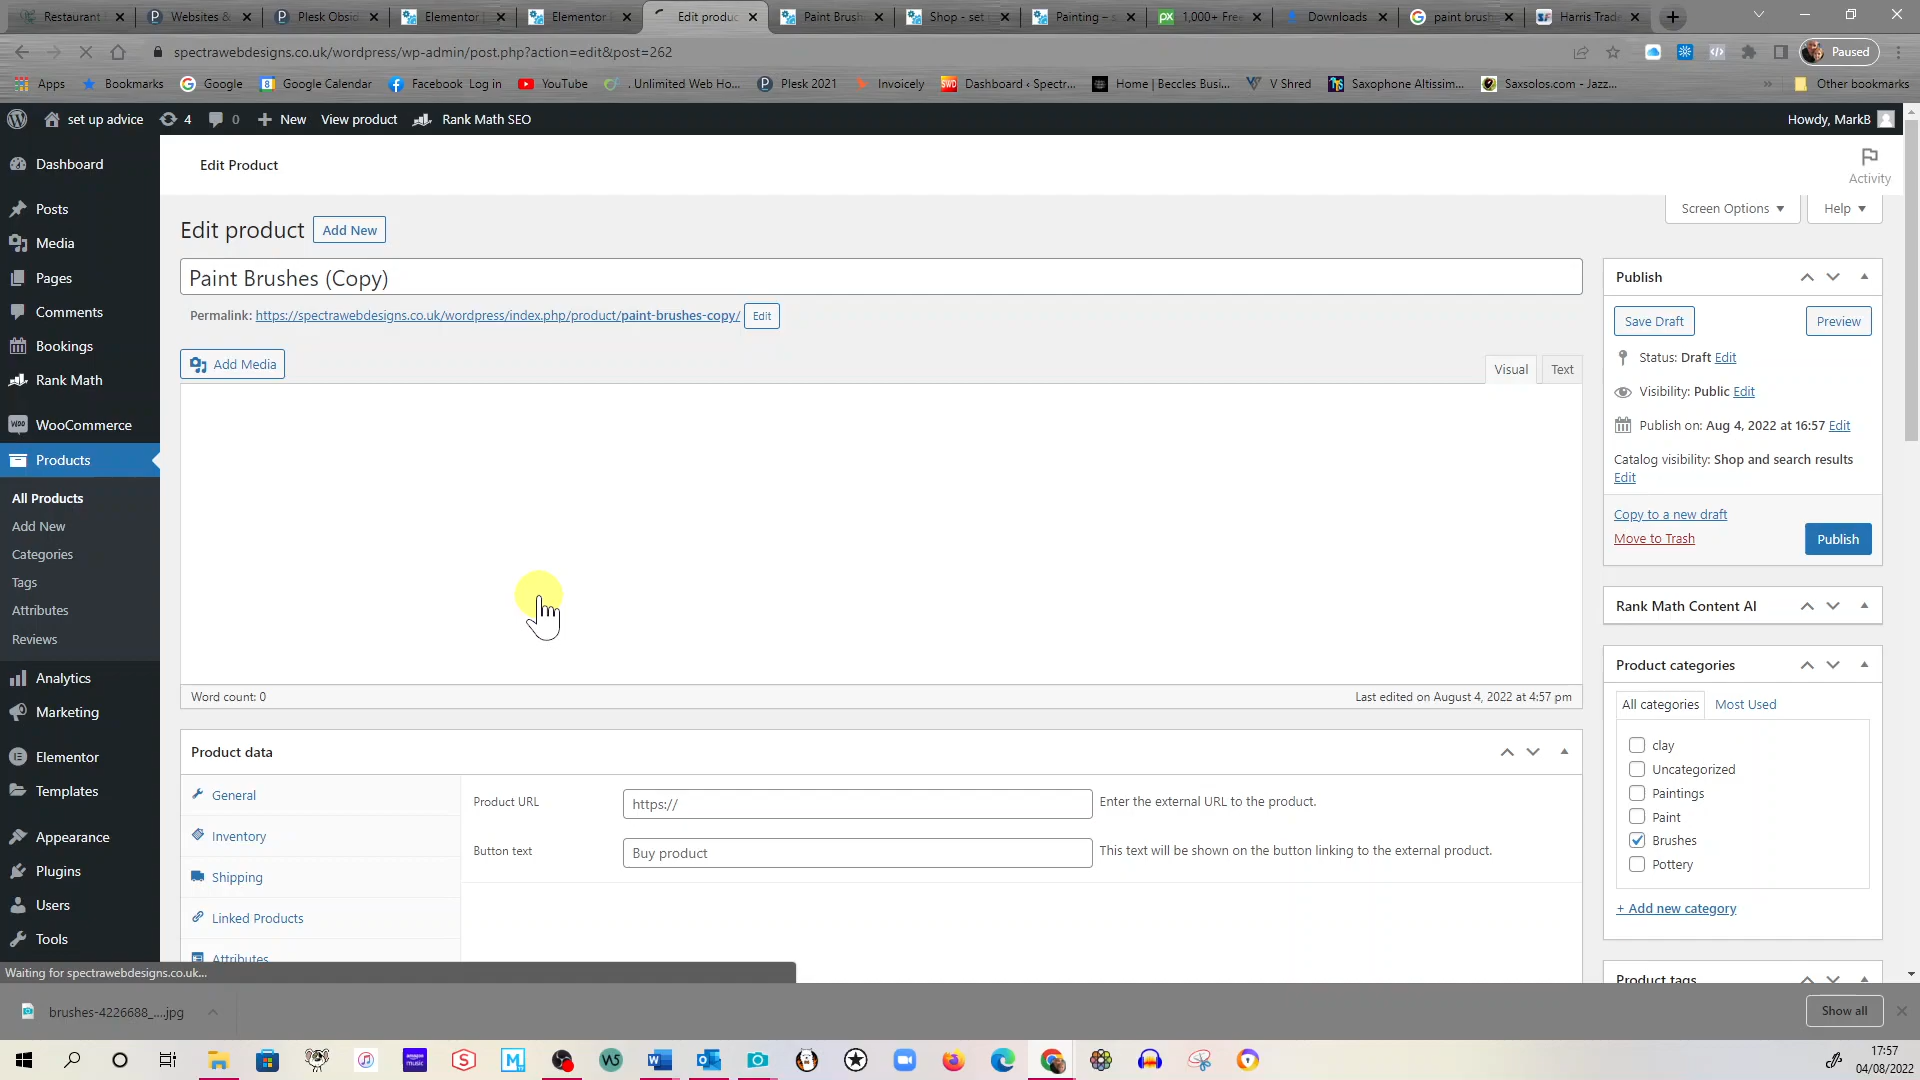 Restaurant
Websites &
Plesk Obsid
Elementor
Elementor
Edit produc
Paint Brush
Shop - set
Painting – s
1,000+ Free
Downloads
paint brush
Harris Trad
spectrawebdesigns.co.uk/wordpress/wp-admin/post.php?action=edit&post=262
Paused
Apps
Bookmarks
Google
Google Calendar
Facebook Log in
YouTube
. Unlimited Web Ho...
Plesk 2021
Invoicely
Dashboard ‹ Spectr...
Home | Beccles Busi...
V Shred
Saxophone Altissim...
Saxsolos.com - Jazz...
»
Other bookmarks
set up advice
4
0
New
View product
Rank Math SEO
Howdy, MarkB
Dashboard
Posts
Media
Pages
Comments
Bookings
Rank Math
WooCommerce
Products
All Products
Add New
Categories
Tags
Attributes
Reviews
Analytics
Marketing
Elementor
Templates
Appearance
Plugins
Users
Tools
Edit Product
Activity
Screen Options
Help
Edit product
Add New
Paint Brushes (Copy)
Permalink: https://spectrawebdesigns.co.uk/wordpress/index.php/product/paint-brushes-copy/ Edit
Add Media
Visual
Text
Word count: 0
Last edited on August 4, 2022 at 4:57 pm
Product data
General
Inventory
Shipping
Linked Products
Attributes
Product URL
https://
Enter the external URL to the product.
Button text
Buy product
This text will be shown on the button linking to the external product.
Publish
Save Draft
Preview
Status: Draft Edit
Visibility: Public Edit
Publish on: Aug 4, 2022 at 16:57 Edit
Catalog visibility: Shop and search results
Edit
Copy to a new draft
Move to Trash
Publish
Rank Math Content AI
Product categories
All categories
Most Used
clay
Uncategorized
Paintings
Paint
Brushes
Pottery
+ Add new category
Product tags
Waiting for spectrawebdesigns.co.uk...
brushes-4226688_....jpg
Show all
17:57
04/08/2022